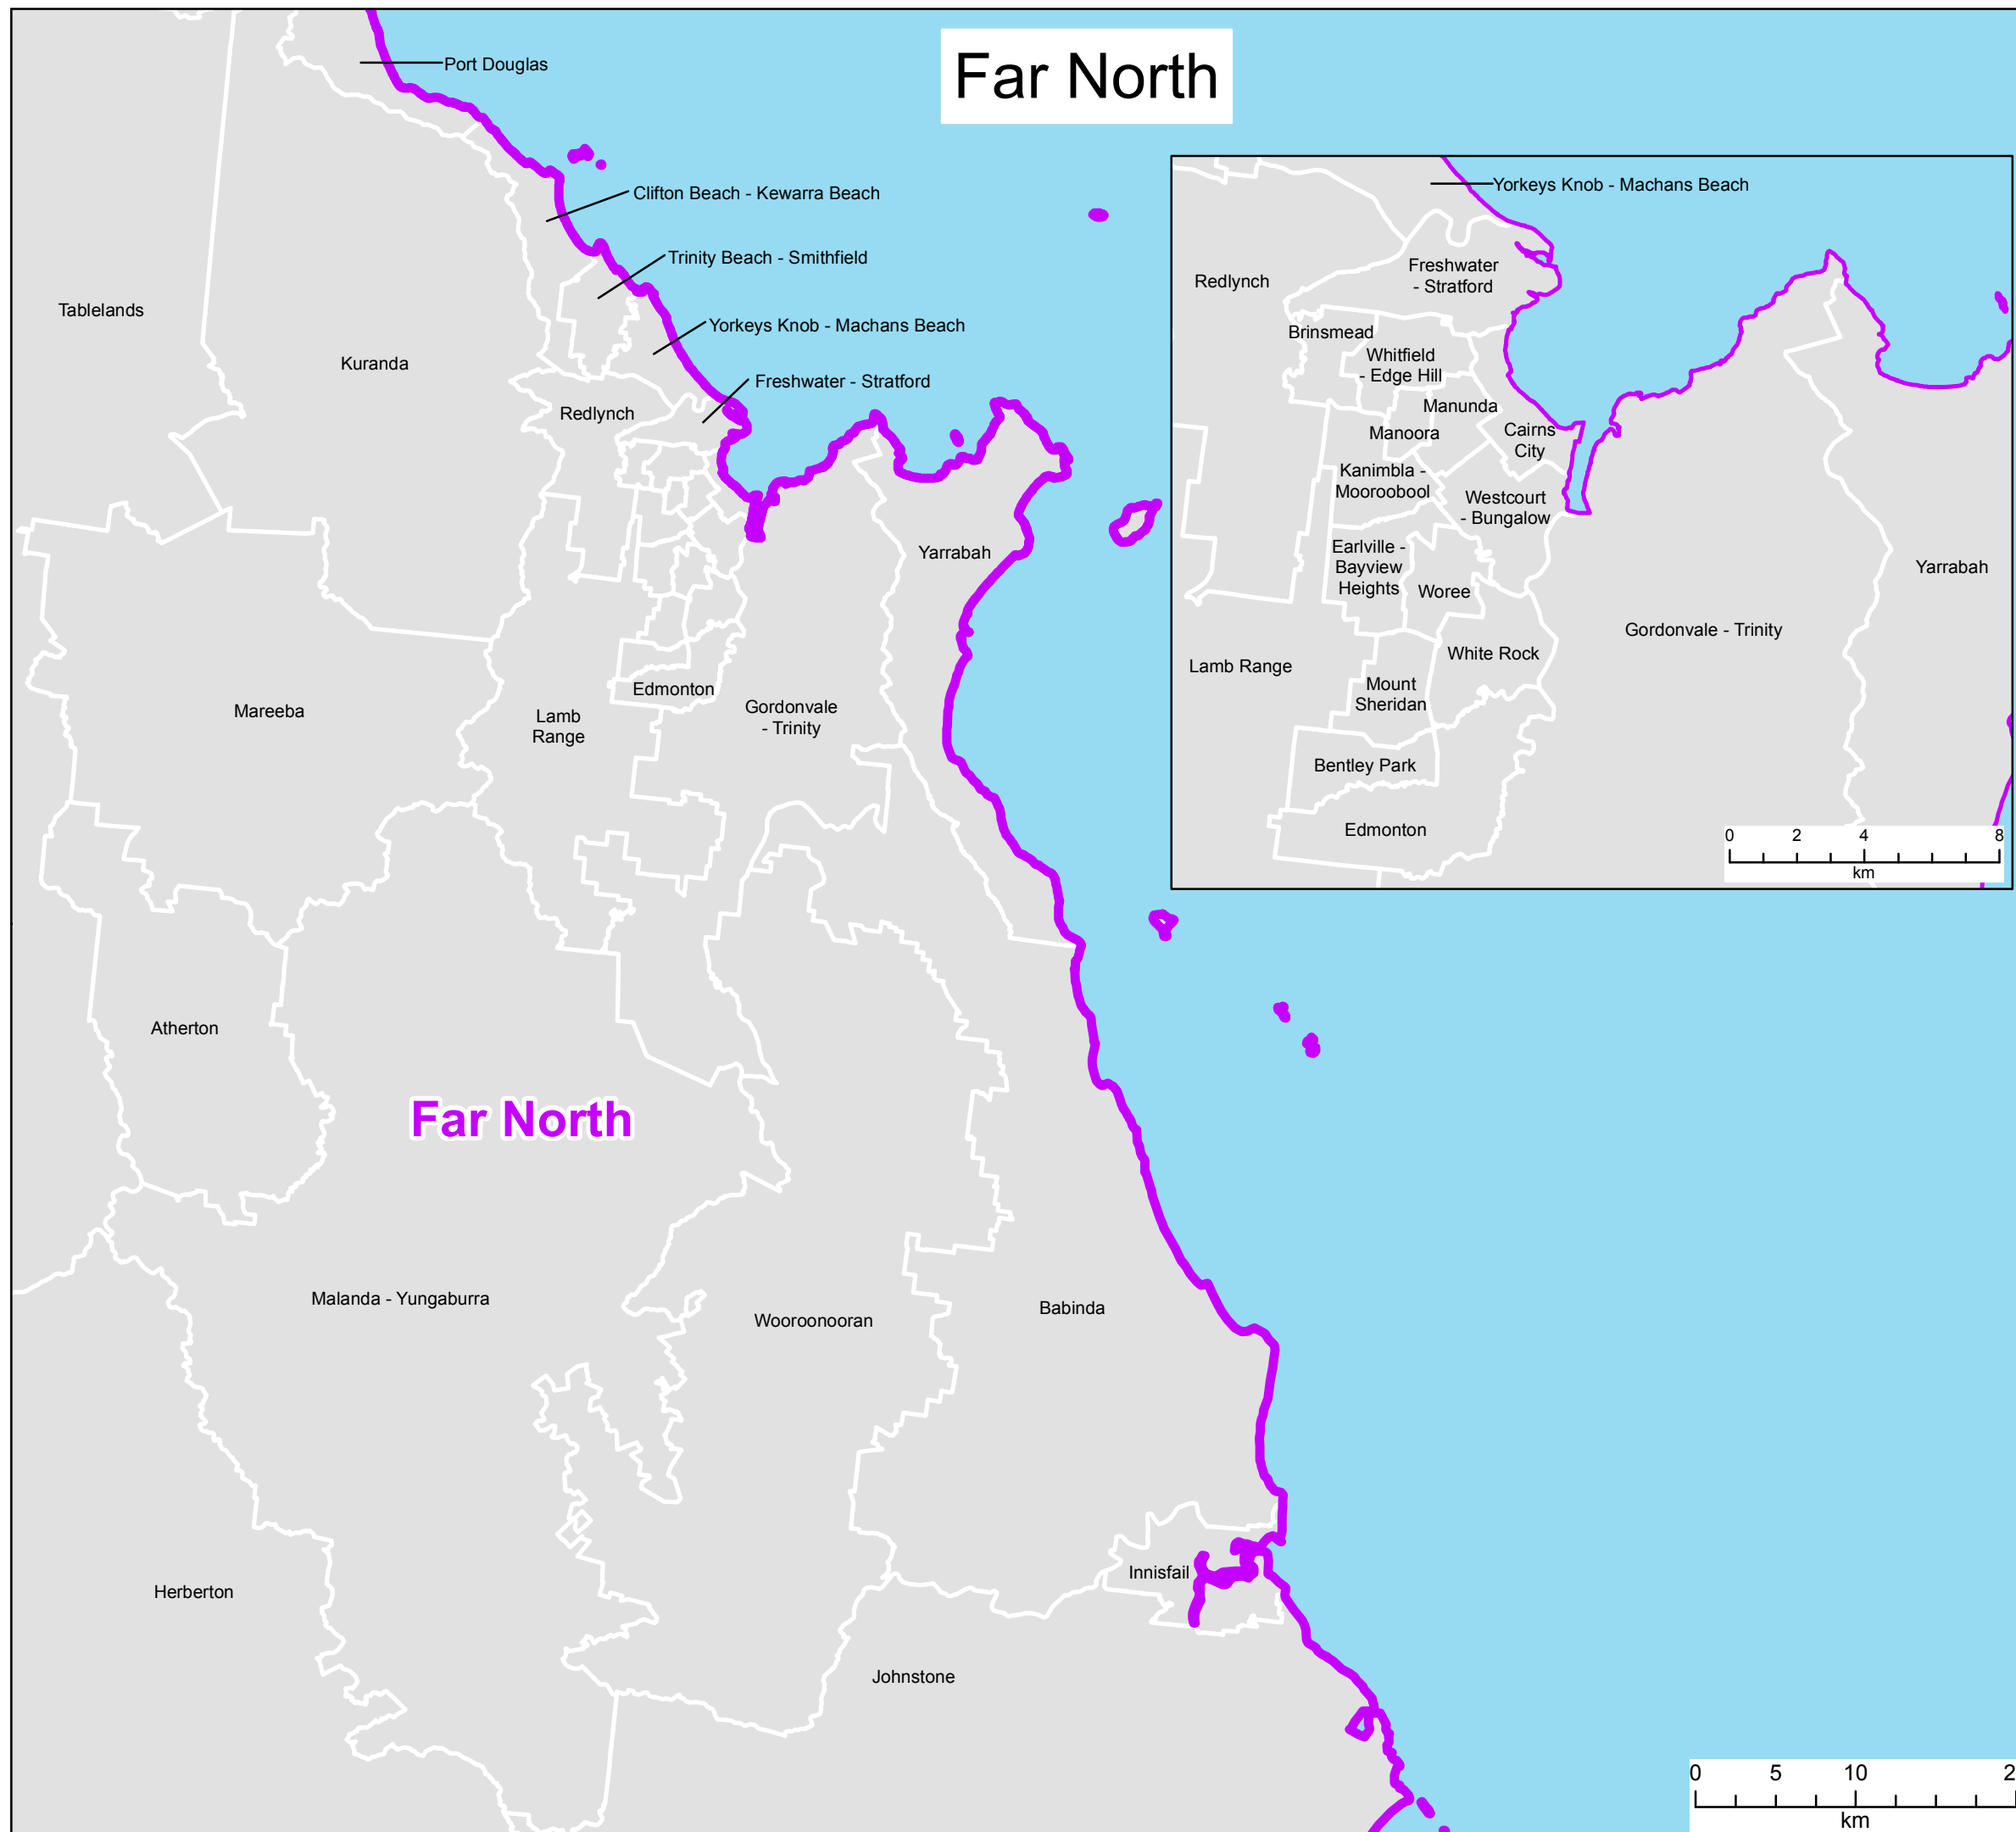 Far North
Port Douglas
Clifton Beach - Kewarra Beach
Trinity Beach - Smithfield
Yorkeys Knob - Machans Beach
Freshwater - Stratford
Tablelands
Kuranda
Redlynch
Yarrabah
Mareeba
Lamb
Range
Edmonton
Gordonvale
- Trinity
Atherton
Far North
Malanda - Yungaburra
Wooroonooran
Babinda
Herberton
Innisfail
Johnstone
Yorkeys Knob - Machans Beach
Redlynch
Freshwater
- Stratford
Brinsmead
Whitfield
- Edge Hill
Manunda
Manoora
Cairns
City
Kanimbla -
Mooroobool
Westcourt
- Bungalow
Earlville -
Bayview
Heights
Woree
Yarrabah
Gordonvale - Trinity
Lamb Range
White Rock
Mount
Sheridan
Bentley Park
Edmonton
0 2 4 8
km
0 5 10 2
km